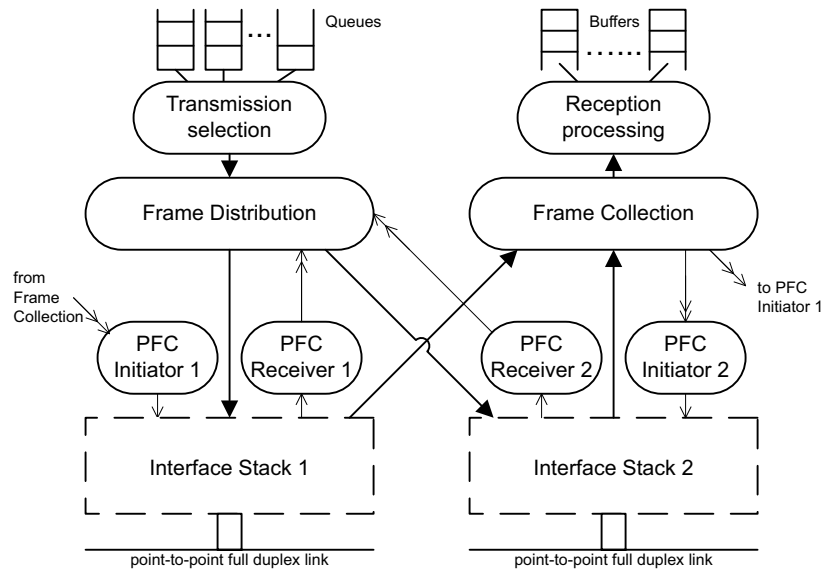 Queues
Buffers
Transmission
selection
Reception
processing
Frame Distribution
Frame Collection
from
Frame
Collection
to PFC
Initiator 1
PFC
Initiator 1
PFC
Receiver 1
PFC
Receiver 2
PFC
Initiator 2
Interface Stack 1
Interface Stack 2
point-to-point full duplex link
point-to-point full duplex link